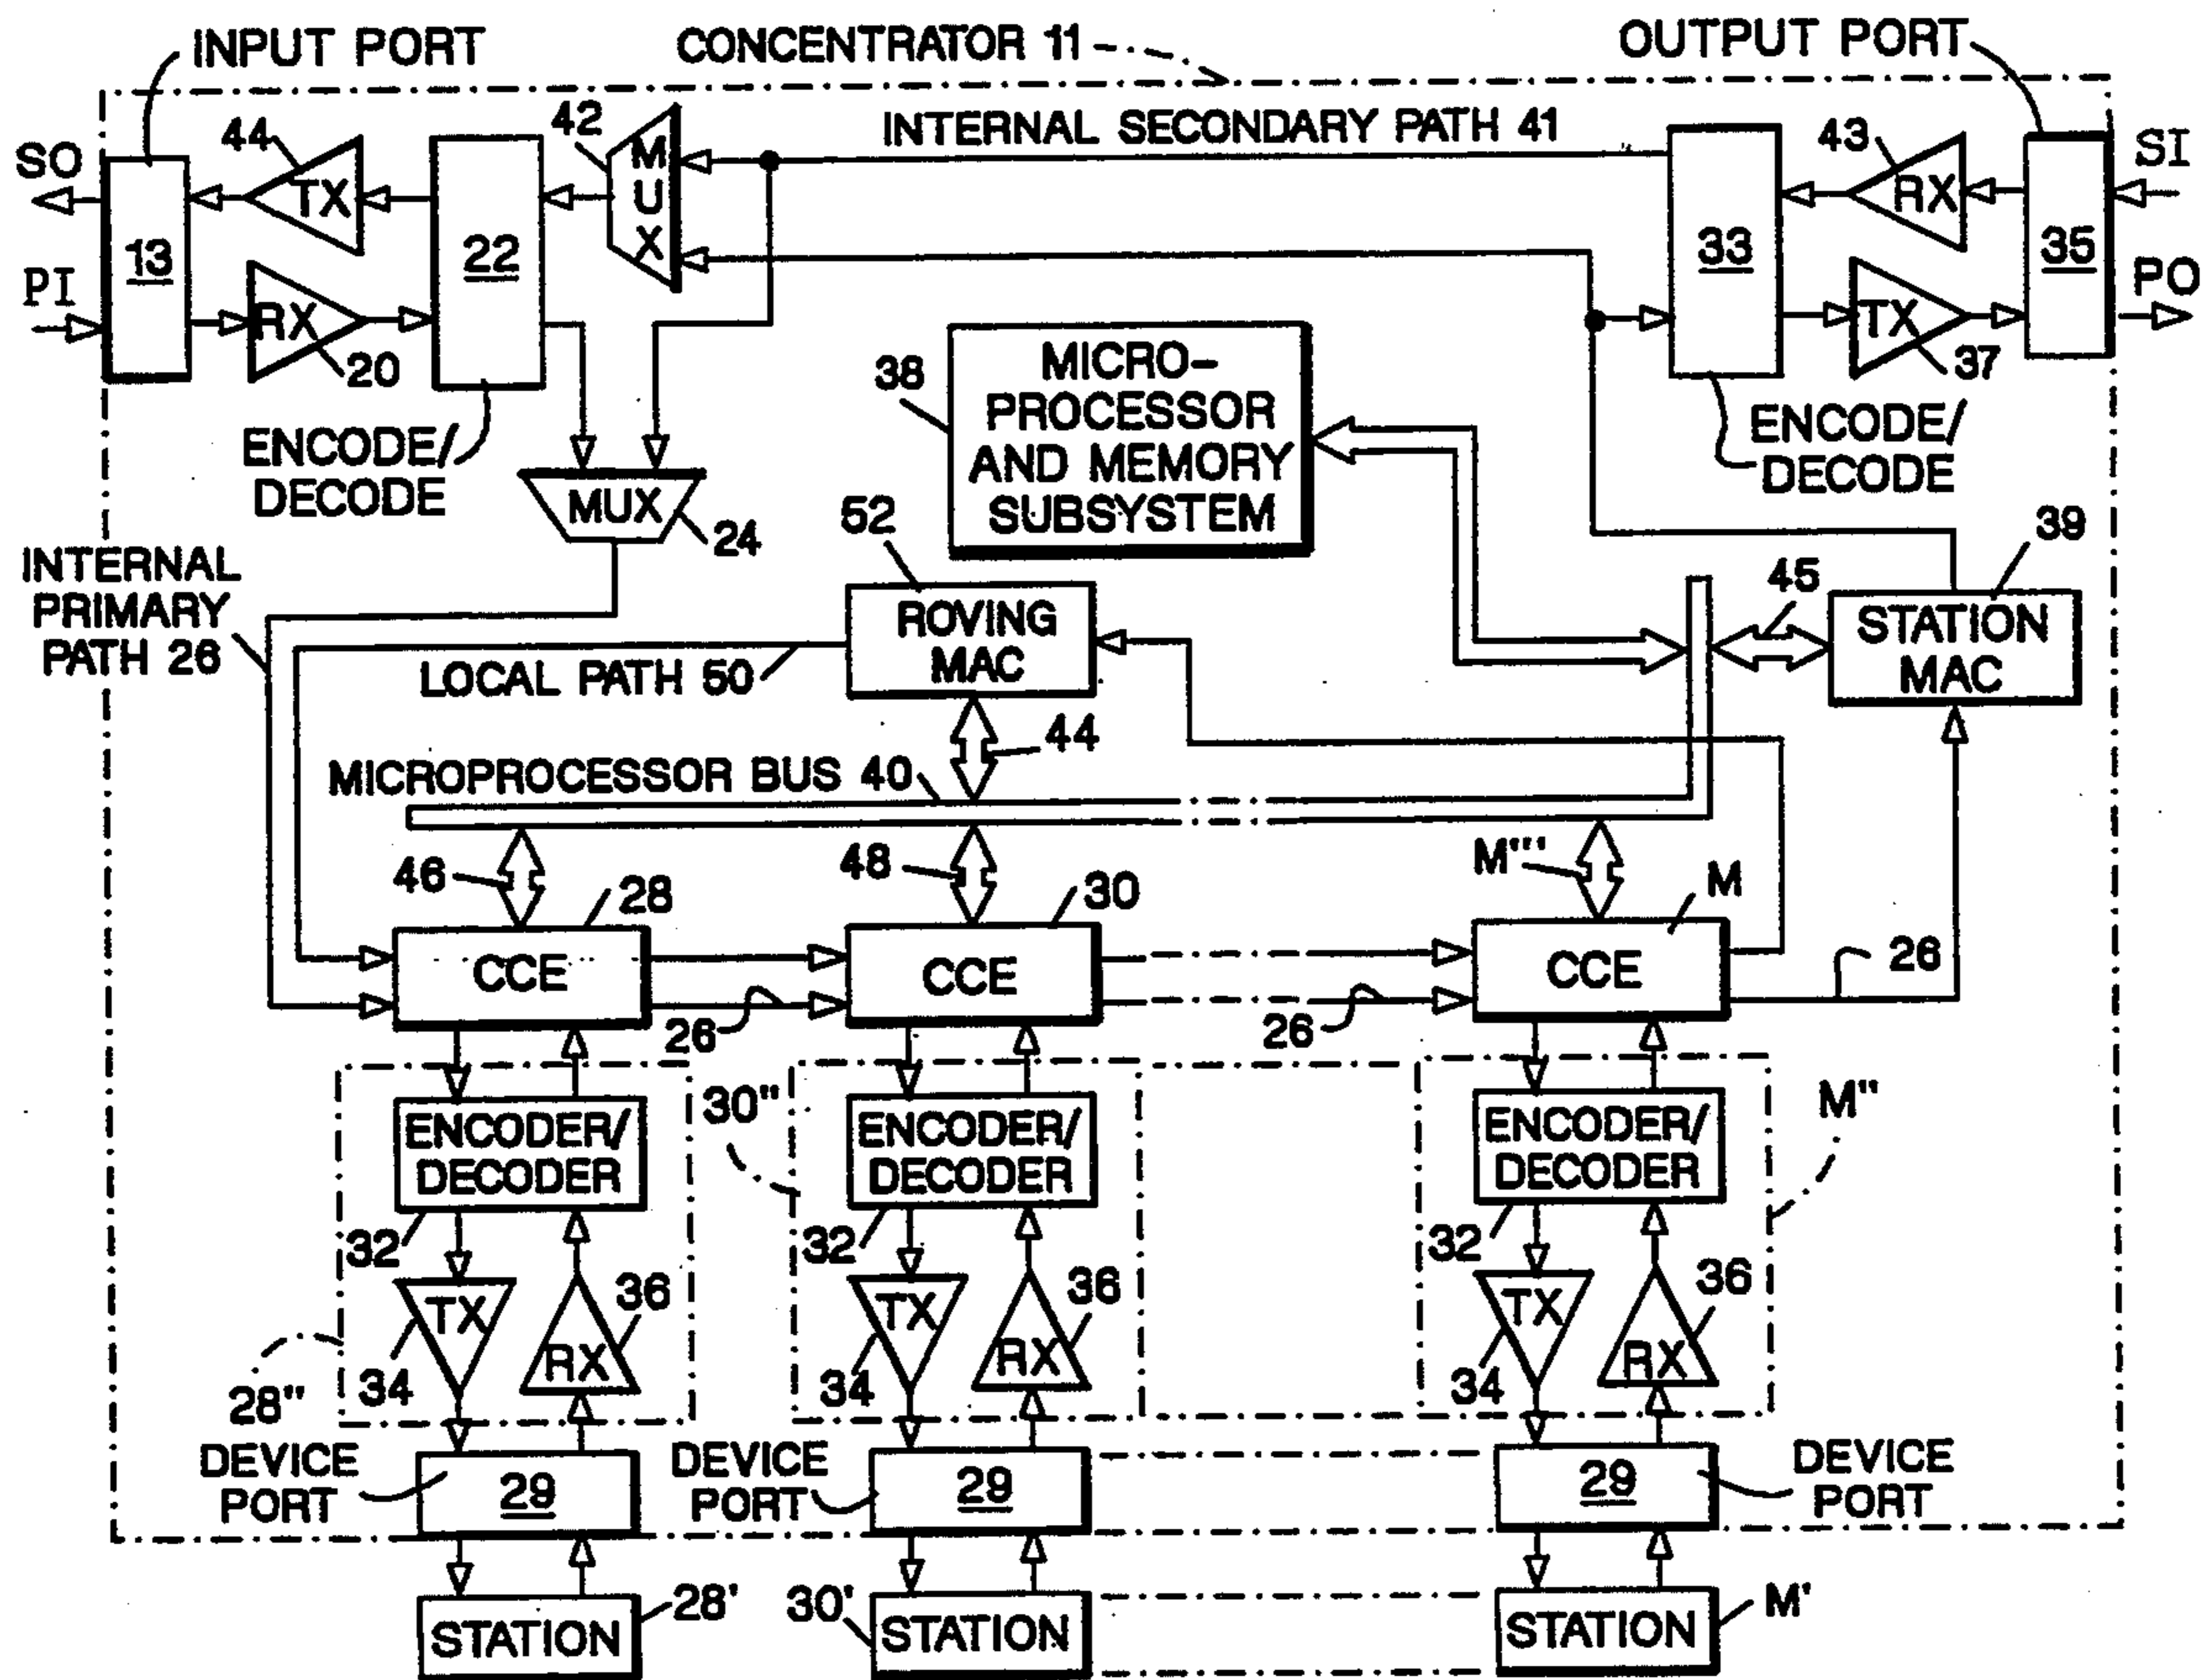 INPUT PORT
CONCENTRATOR 11
OUTPUT PORT
SO
44
TX
42
MUX
INTERNAL SECONDARY PATH 41
43
RX
SI
13
22
33
35
PI
RX
20
PO
TX
37
ENCODE/
DECODE
MUX
24
38
MICRO-
PROCESSOR
AND MEMORY
SUBSYSTEM
ENCODE/
DECODE
INTERNAL
PRIMARY
PATH 26
52
ROVING
MAC
LOCAL PATH 50
45
39
STATION
MAC
44
MICROPROCESSOR BUS 40
46
28
48
30
M'''
M
CCE
CCE
CCE
26
26
26
ENCODER/
DECODER
30"
ENCODER/
DECODER
ENCODER/
DECODER
M"
32
32
32
TX
36
TX
36
TX
36
RX
RX
RX
34
34
34
28"
DEVICE
PORT
29
DEVICE
PORT
29
29
DEVICE
PORT
STATION
28'
30'
STATION
STATION
M'